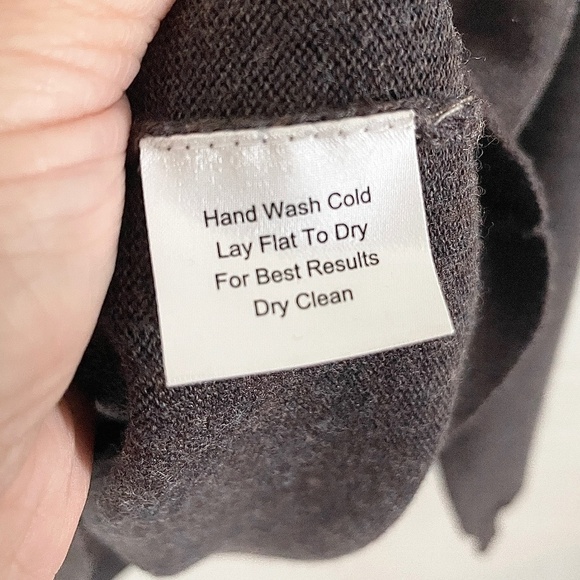 Hand Wash Cold
Lay Flat To Dry
For Best Results
Dry Clean